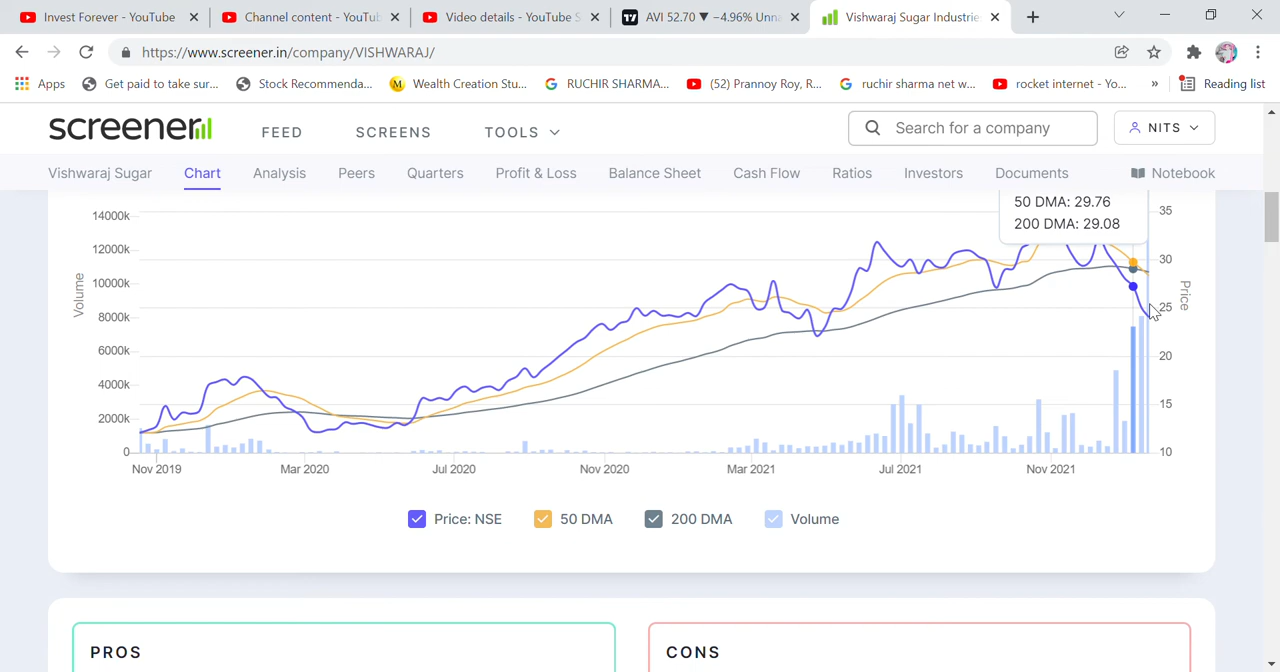 Invest Forever - YouTube
Channel content - YouTub
Video details - YouTube S
AVI 52.70 ▼ −4.96% Unna
Vishwaraj Sugar Industrie
https://www.screener.in/company/VISHWARAJ/
Apps
Get paid to take sur...
Stock Recommenda...
M Wealth Creation Stu...
RUCHIR SHARMA...
(52) Prannoy Roy, R...
ruchir sharma net w...
rocket internet - Yo...
»
Reading list
screener
FEED
SCREENS
TOOLS
Search for a company
NITS
Vishwaraj Sugar
Chart
Analysis
Peers
Quarters
Profit & Loss
Balance Sheet
Cash Flow
Ratios
Investors
Documents
Notebook
50 DMA: 29.76
200 DMA: 29.08
Volume
14000k
12000k
10000k
8000k
6000k
4000k
2000k
0
35
30
25
20
15
10
Price
Nov 2019
Mar 2020
Jul 2020
Nov 2020
Mar 2021
Jul 2021
Nov 2021
Price: NSE
50 DMA
200 DMA
Volume
PROS
CONS